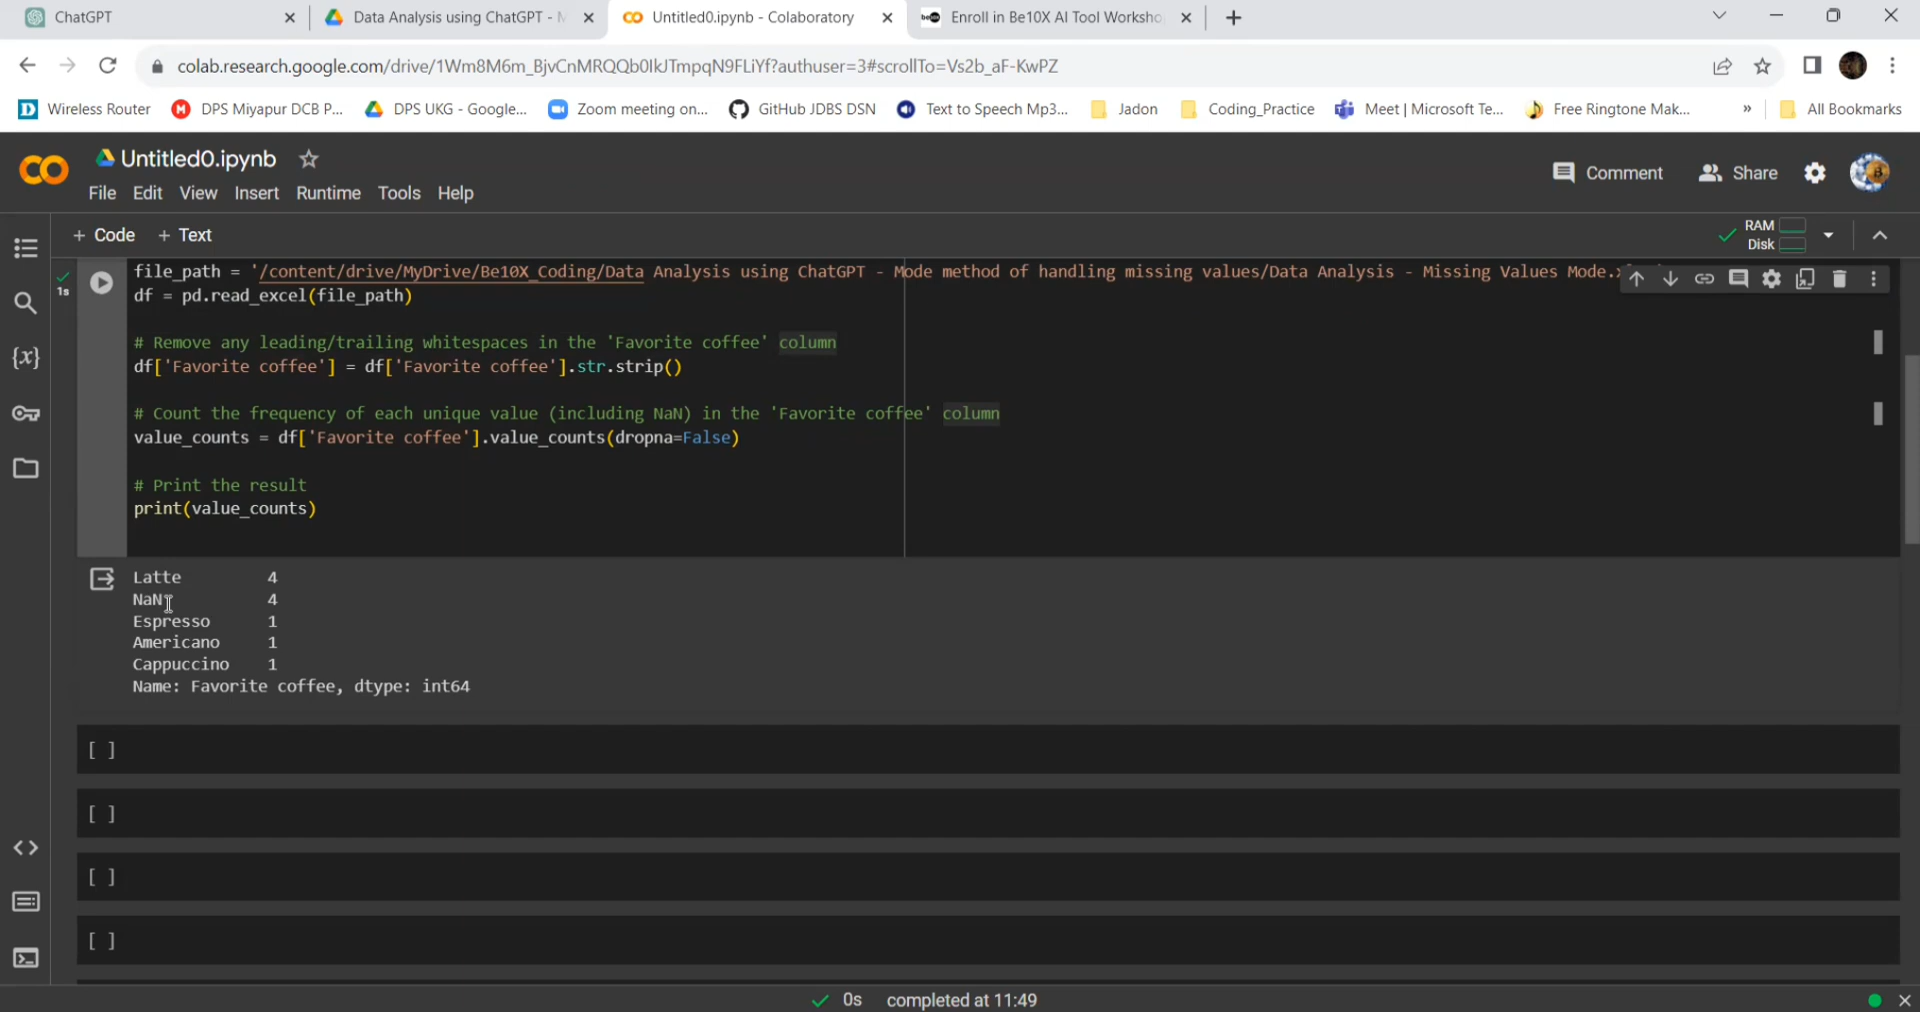 ChatGPT
Data Analysis using ChatGPT - M
Untitled0.ipynb - Colaboratory
Enroll in Be10X AI Tool Worksho
colab.research.google.com/drive/1Wm8M6m_BjvCnMRQQb0IkJTmpqN9FLiYf?authuser=3#scrollTo=Vs2b_aF-KwPZ
Wireless Router
DPS Miyapur DCB P...
DPS UKG - Google...
Zoom meeting on...
GitHub JDBS DSN
Text to Speech Mp3...
Jadon
Coding_Practice
Meet | Microsoft Te...
Free Ringtone Mak...
»
All Bookmarks
CO
Untitled0.ipynb
File Edit View Insert Runtime Tools Help
Comment
Share
+ Code + Text
RAM
Disk
1s
file_path = '/content/drive/MyDrive/Be10X_Coding/Data Analysis using ChatGPT - Mode method of handling missing values/Data Analysis - Missing Values Mode.
df = pd.read_excel(file_path)
# Remove any leading/trailing whitespaces in the 'Favorite coffee' column
df['Favorite coffee'] = df['Favorite coffee'].str.strip()
# Count the frequency of each unique value (including NaN) in the 'Favorite coffee' column
value_counts = df['Favorite coffee'].value_counts(dropna=False)
# Print the result
print(value_counts)
Latte 4
NaN 4
Espresso 1
Americano 1
Cappuccino 1
Name: Favorite coffee, dtype: int64
[ ]
[ ]
[ ]
[ ]
{x}
<>
0s completed at 11:49